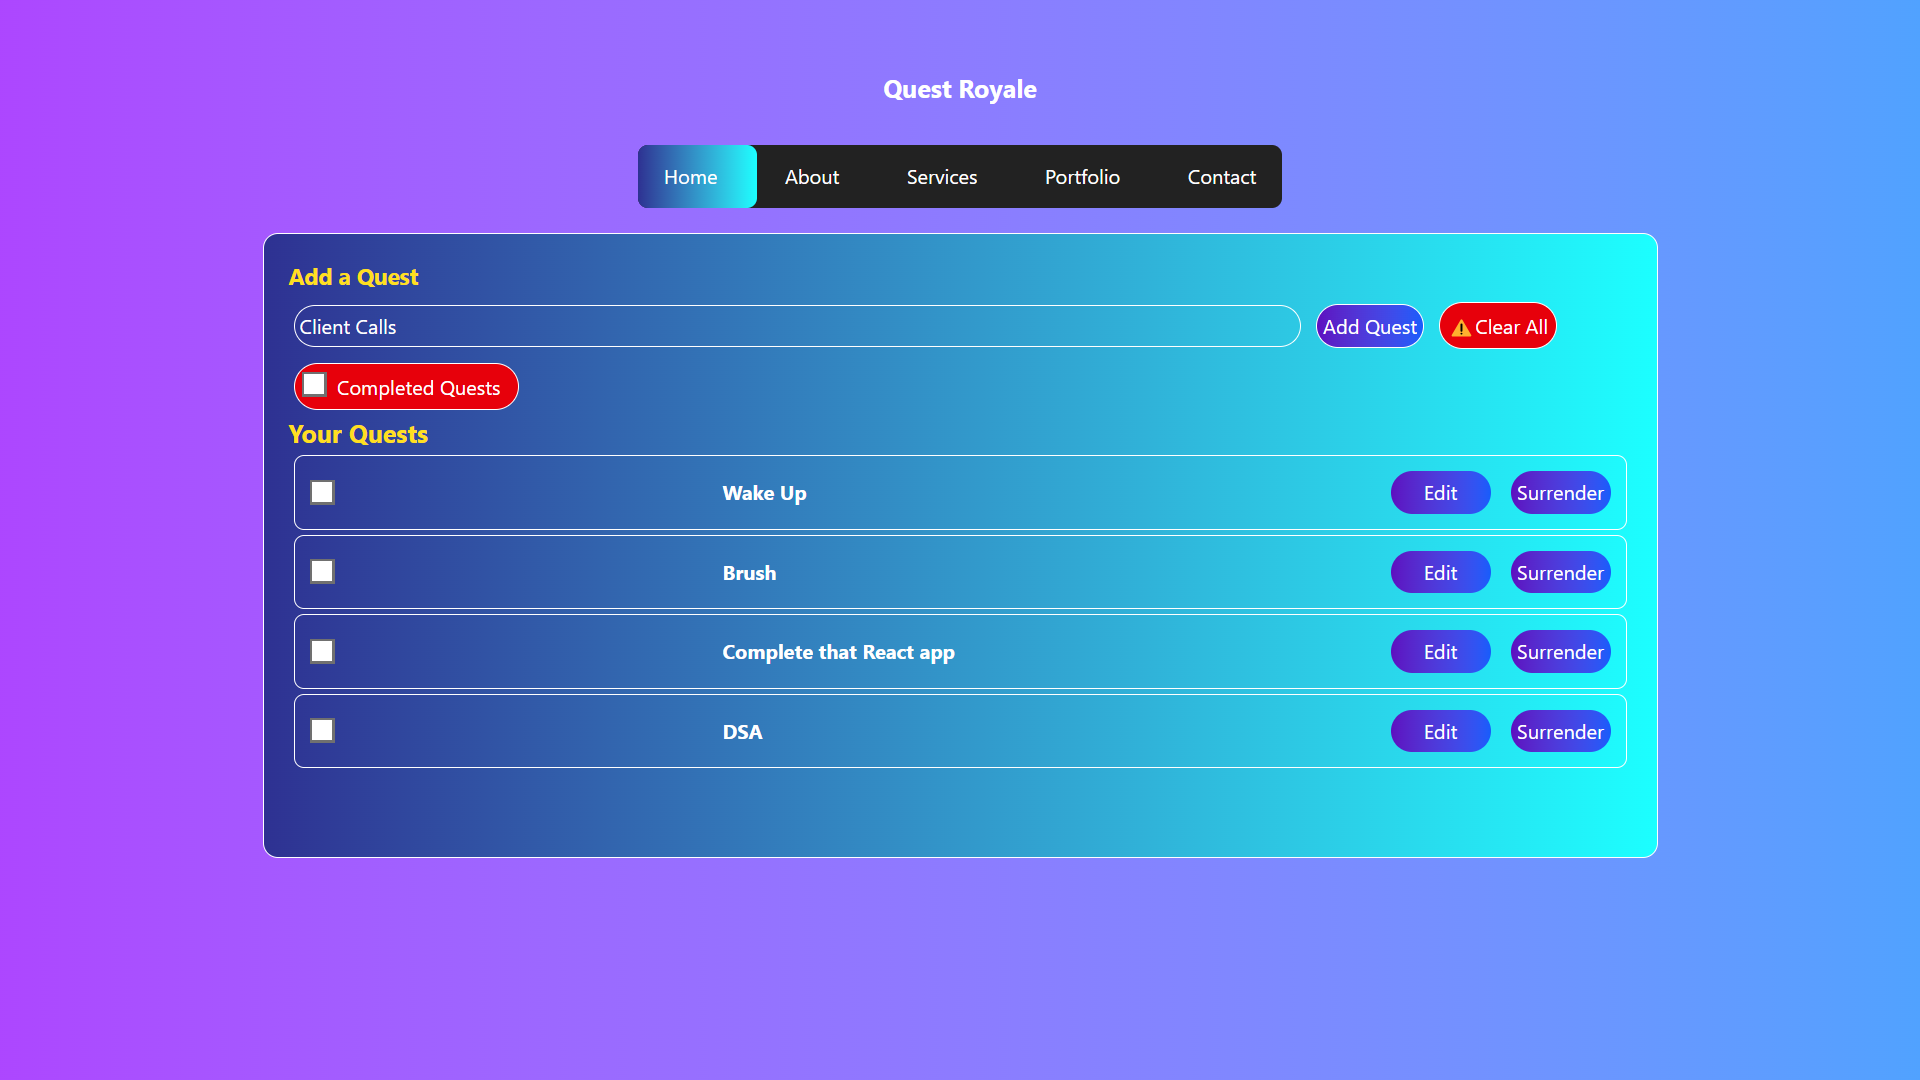 Quest Royale
Home About Services Portfolio Contact
Add a Quest
Client Calls Add Quest ⚠️Clear All
Completed Quests
Your Quests
Wake Up Edit Surrender
Brush Edit Surrender
Complete that React app Edit Surrender
DSA Edit Surrender